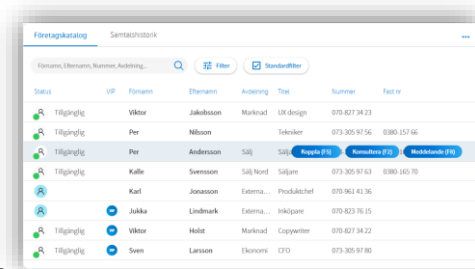 Företagskatalog Samtalshistorik
Förnamn, Efternamn, Nummer, Avdelning... Filter Standardfilter
Status VIP Förnamn Efternamn Avdelning Titel Nummer Fast nr
Tillgänglig Viktor Jakobsson Marknad UX design 070-827 34 23
Tillgänglig Per Nilsson Tekniker 073-305 97 56 0380-157 66
Tillgänglig Per Andersson Sälj Koppla (F5) Konsultera (F2) Meddelande (F8)
Tillgänglig Kalle Svensson Sälj Nord Säljare 073-305 97 63 0380-165 70
Karl Jonasson Externa... Produktchef 070-961 41 36
Jukka Lindmark Externa... Inköpare 070-823 76 15
Tillgänglig Viktor Holst Marknad Copywriter 070-827 34 22
Tillgänglig Sven Larsson Ekonomi CFO 073-305 97 80